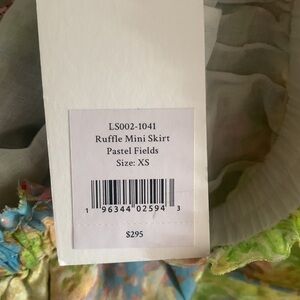 LS002-1041
Ruffle Mini Skirt
Pastel Fields
Size: XS
1 96344 02594 3
$295